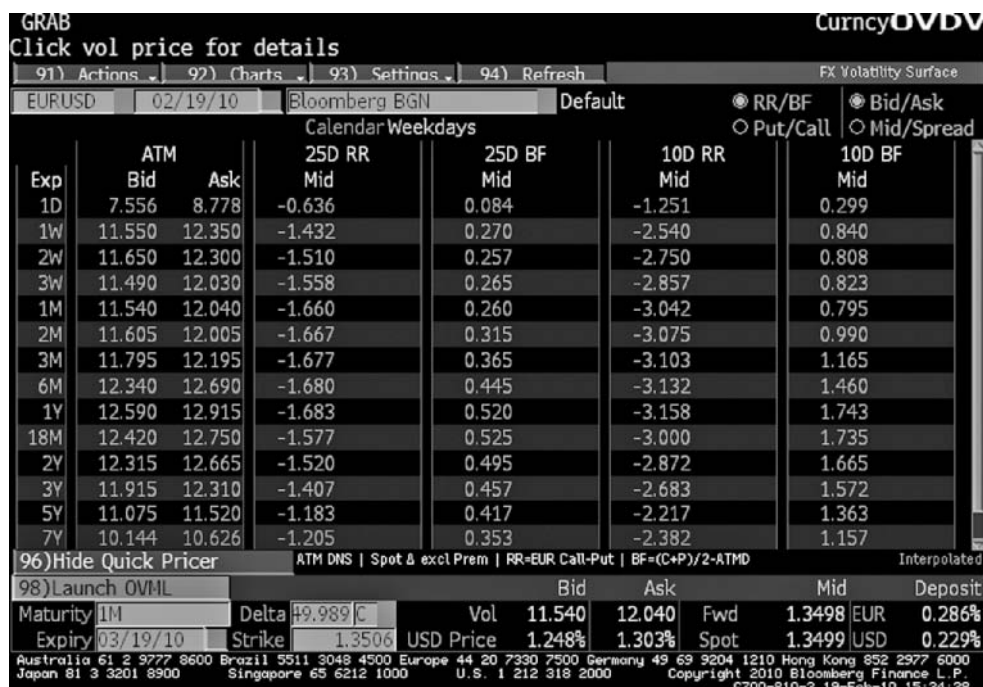 GRAB CurncyOVDV
Click vol price for details
91) Actions 92) Charts 93) Settings 94) Refresh FX Volatility Surface
EURUSD 02/19/10 Bloomberg BGN Default RR/BF Bid/Ask
Calendar Weekdays Put/Call Mid/Spread
ATM 25D RR 25D BF 10D RR 10D BF
Exp Bid Ask Mid Mid Mid Mid
1D 7.556 8.778 -0.636 0.084 -1.251 0.299
1W 11.550 12.350 -1.432 0.270 -2.540 0.840
2W 11.650 12.300 -1.510 0.257 -2.750 0.808
3W 11.490 12.030 -1.558 0.265 -2.857 0.823
1M 11.540 12.040 -1.660 0.260 -3.042 0.795
2M 11.605 12.005 -1.667 0.315 -3.075 0.990
3M 11.795 12.195 -1.677 0.365 -3.103 1.165
6M 12.340 12.690 -1.680 0.445 -3.132 1.460
1Y 12.590 12.915 -1.683 0.520 -3.158 1.743
18M 12.420 12.750 -1.577 0.525 -3.000 1.735
2Y 12.315 12.665 -1.520 0.495 -2.872 1.665
3Y 11.915 12.310 -1.407 0.457 -2.683 1.572
5Y 11.075 11.520 -1.183 0.417 -2.217 1.363
7Y 10.144 10.626 -1.205 0.353 -2.382 1.157
96)Hide Quick Pricer ATM DNS | Spot & excl Prem | RR=EUR Call-Put | BF=(C+P)/2-ATMD Interpolated
98)Launch OVML Bid Ask Mid Deposit
Maturity 1M Delta 49.989 C Vol 11.540 12.040 Fwd 1.3498 EUR 0.286%
Expiry 03/19/10 Strike 1.3506 USD Price 1.248% 1.303% Spot 1.3499 USD 0.229%
Australia 61 2 9777 8600 Brazil 5511 3048 4500 Europe 44 20 7330 7500 Germany 49 69 9204 1210 Hong Kong 852 2977 6000
Japan 81 3 3201 8900 Singapore 65 6212 1000 U.S. 1 212 318 2000 Copyright 2010 Bloomberg Finance L.P.
19-Feb-10